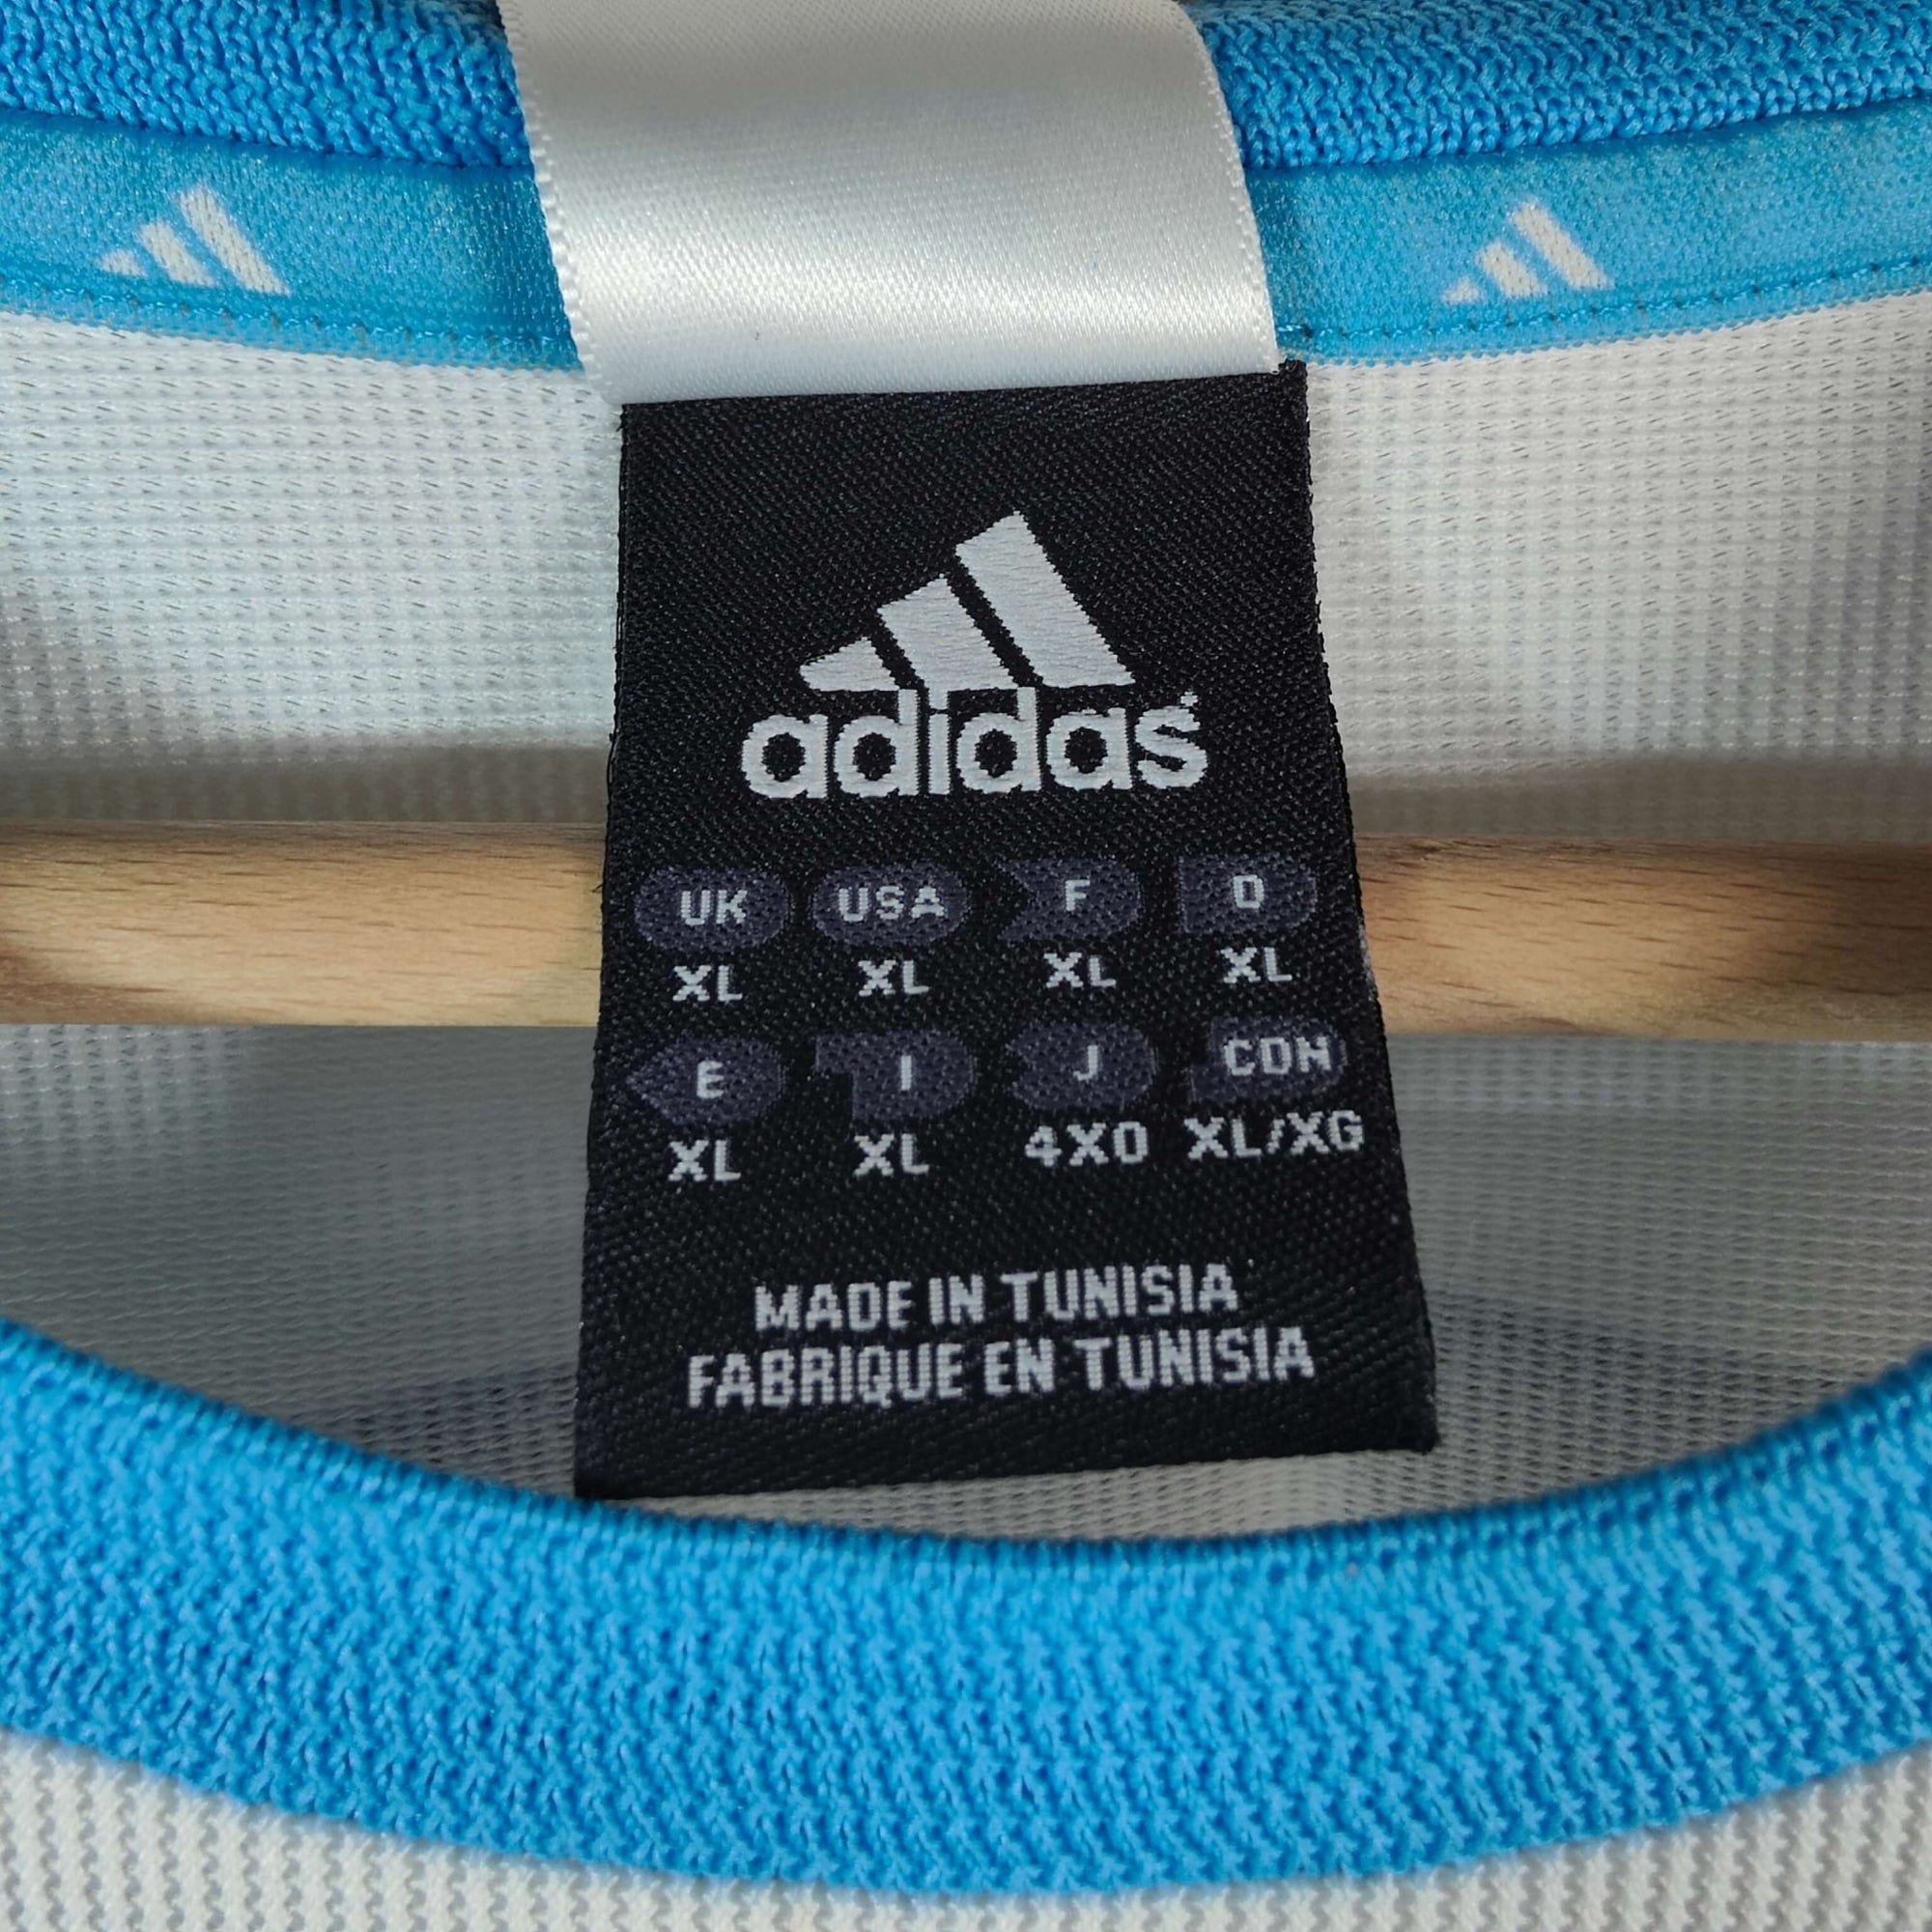 adidas
UK USA F D
XL XL XL XL
E I J CDN
XL XL 4XO XL/XG
MADE IN TUNISIA
FABRIQUE EN TUNISIA